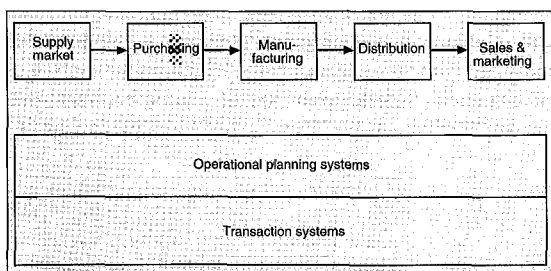 Supply
market
Purchasing
Manu-
facturing
Distribution
Sales &
marketing
Operational planning systems
Transaction systems